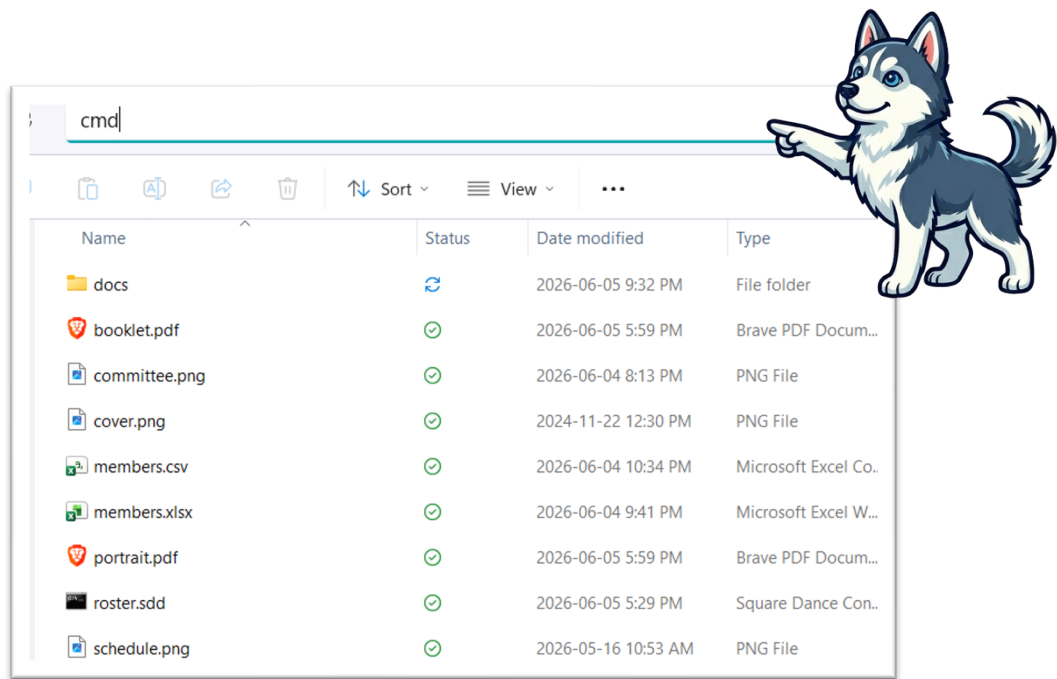 cmd
Sort View •••
Name Status Date modified Type
docs 2026-06-05 9:32 PM File folder
booklet.pdf 2026-06-05 5:59 PM Brave PDF Docum...
committee.png 2026-06-04 8:13 PM PNG File
cover.png 2024-11-22 12:30 PM PNG File
members.csv 2026-06-04 10:34 PM Microsoft Excel Co..
members.xlsx 2026-06-04 9:41 PM Microsoft Excel W...
portrait.pdf 2026-06-05 5:59 PM Brave PDF Docum...
roster.sdd 2026-06-05 5:29 PM Square Dance Con..
schedule.png 2026-05-16 10:53 AM PNG File